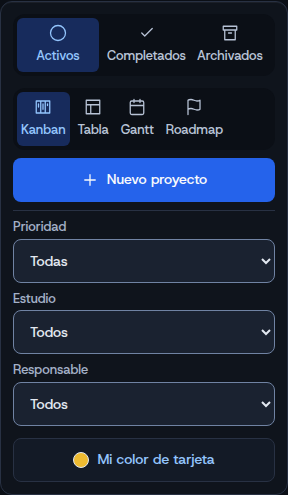 Activos Completados Archivados
Kanban Tabla Gantt Roadmap
Nuevo proyecto
Prioridad
Todas
Estudio
Todos
Responsable
Todos
Mi color de tarjeta